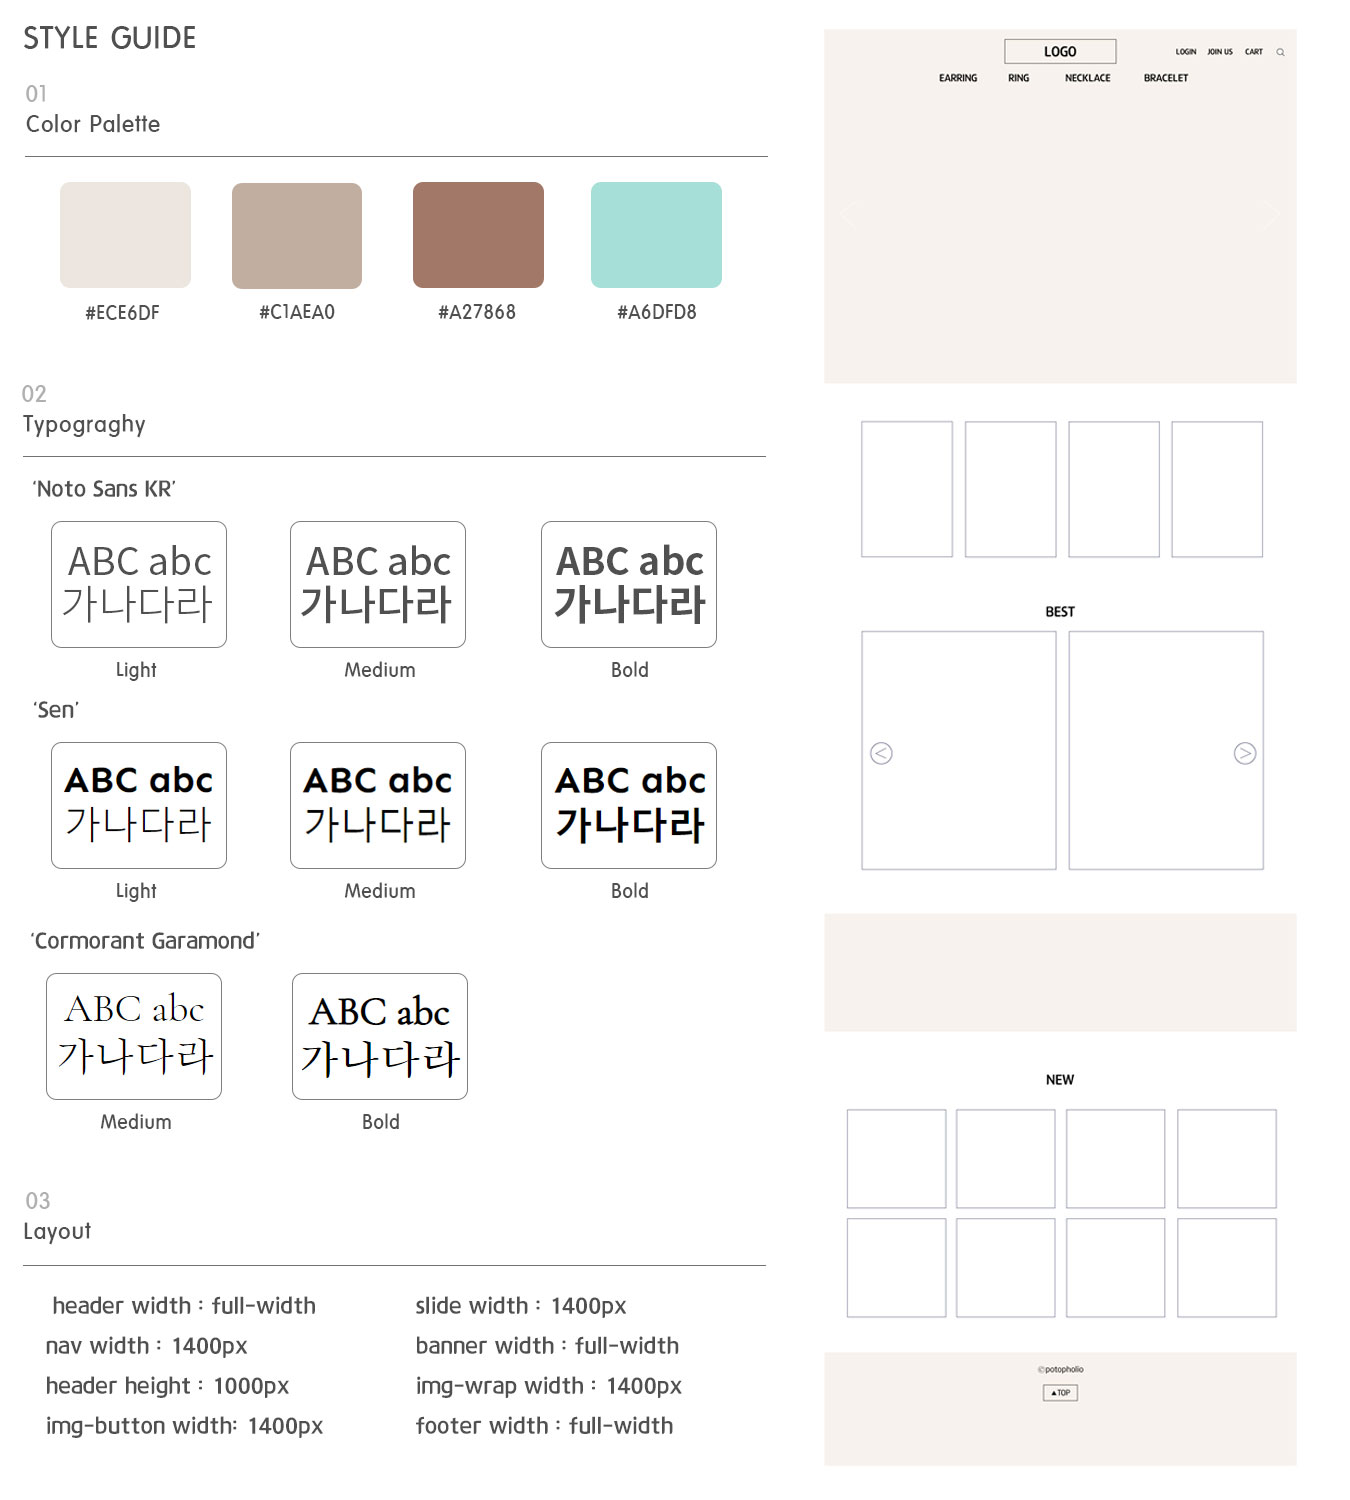 STYLE GUIDE
01
Color Palette
#ECE6DF
#C1AEA0
#A27868
#A6DFD8
02
Typograghy
‘Noto Sans KR’
ABC abc
가나다라
Light
ABC abc
가나다라
Medium
ABC abc
가나다라
Bold
‘Sen’
ABC abc
가나다라
Light
ABC abc
가나다라
Medium
ABC abc
가나다라
Bold
‘Cormorant Garamond’
ABC abc
가나다라
Medium
ABC abc
가나다라
Bold
03
Layout
header width : full-width
nav width : 1400px
header height : 1000px
img-button width: 1400px
slide width : 1400px
banner width : full-width
img-wrap width : 1400px
footer width : full-width
LOGO
LOGIN JOIN US CART
EARRING RING NECKLACE BRACELET
BEST
NEW
©potopholio
▲TOP